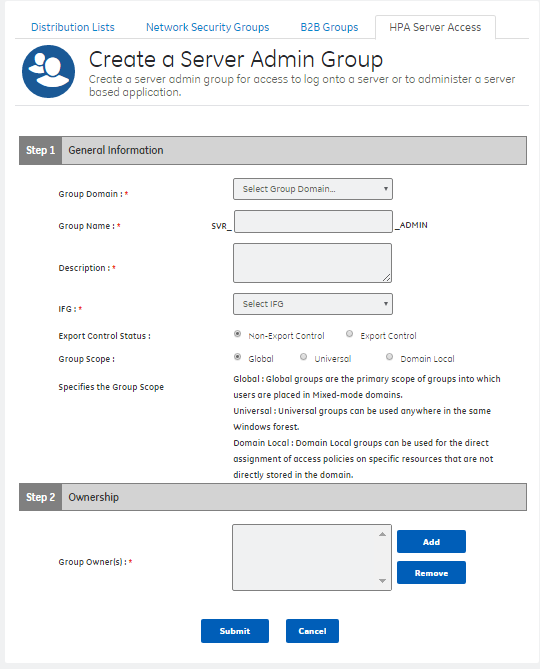 Distribution Lists Network Security Groups B2B Groups HPA Server Access
Create a Server Admin Group
Create a server admin group for access to log onto a server or to administer a server
based application.
Step 1 General Information
Group Domain : * Select Group Domain...
Group Name : * SVR_ _ADMIN
Description : *
IFG : * Select IFG
Export Control Status : Non-Export Control Export Control
Group Scope : Global Universal Domain Local
Specifies the Group Scope
Global : Global groups are the primary scope of groups into which
users are placed in Mixed-mode domains.
Universal : Universal groups can be used anywhere in the same
Windows forest.
Domain Local : Domain Local groups can be used for the direct
assignment of access policies on specific resources that are not
directly stored in the domain.
Step 2 Ownership
Group Owner(s) : *
Add
Remove
Submit Cancel